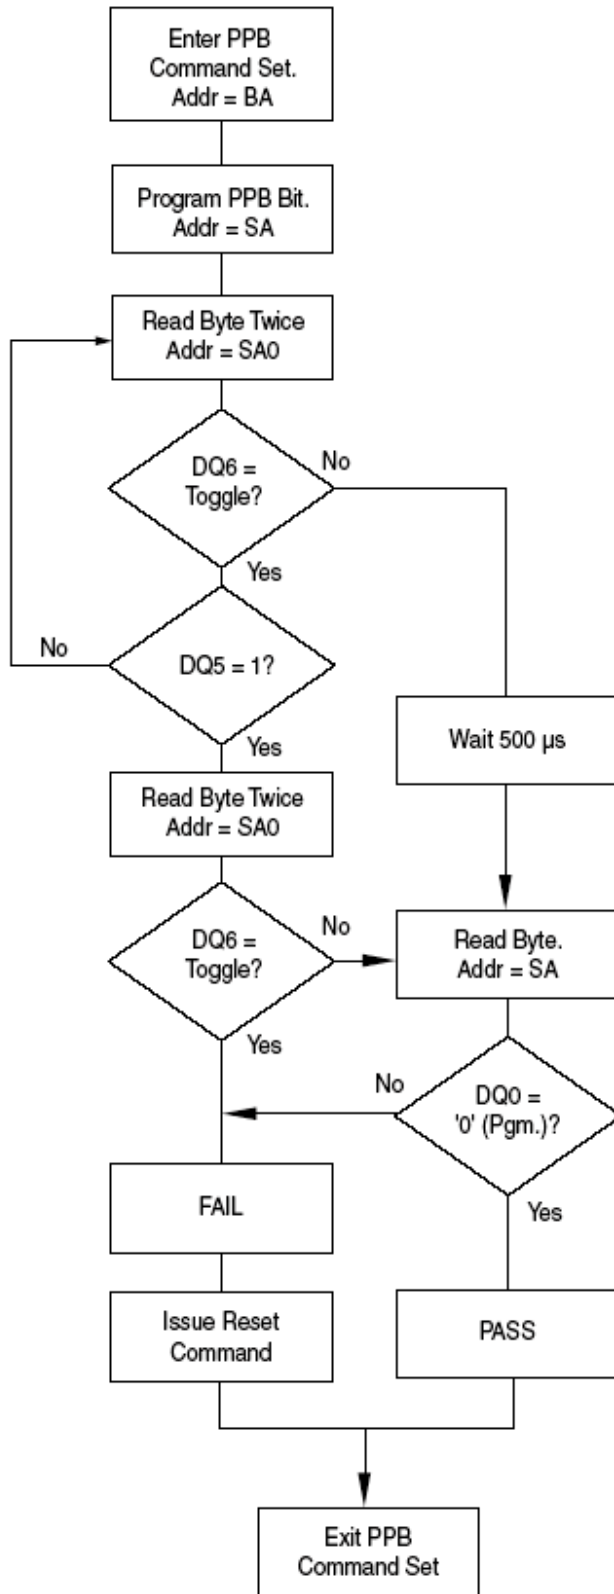 Enter PPB
Command Set.
Addr = BA
Program PPB Bit.
Addr = SA
Read Byte Twice
Addr = SA0
DQ6 =
Toggle?
No
Yes
DQ5 = 1?
No
Yes
Wait 500 µs
Read Byte Twice
Addr = SA0
DQ6 =
Toggle?
No
Yes
Read Byte.
Addr = SA
DQ0 =
'0' (Pgm.)?
No
Yes
FAIL
Issue Reset
Command
PASS
Exit PPB
Command Set